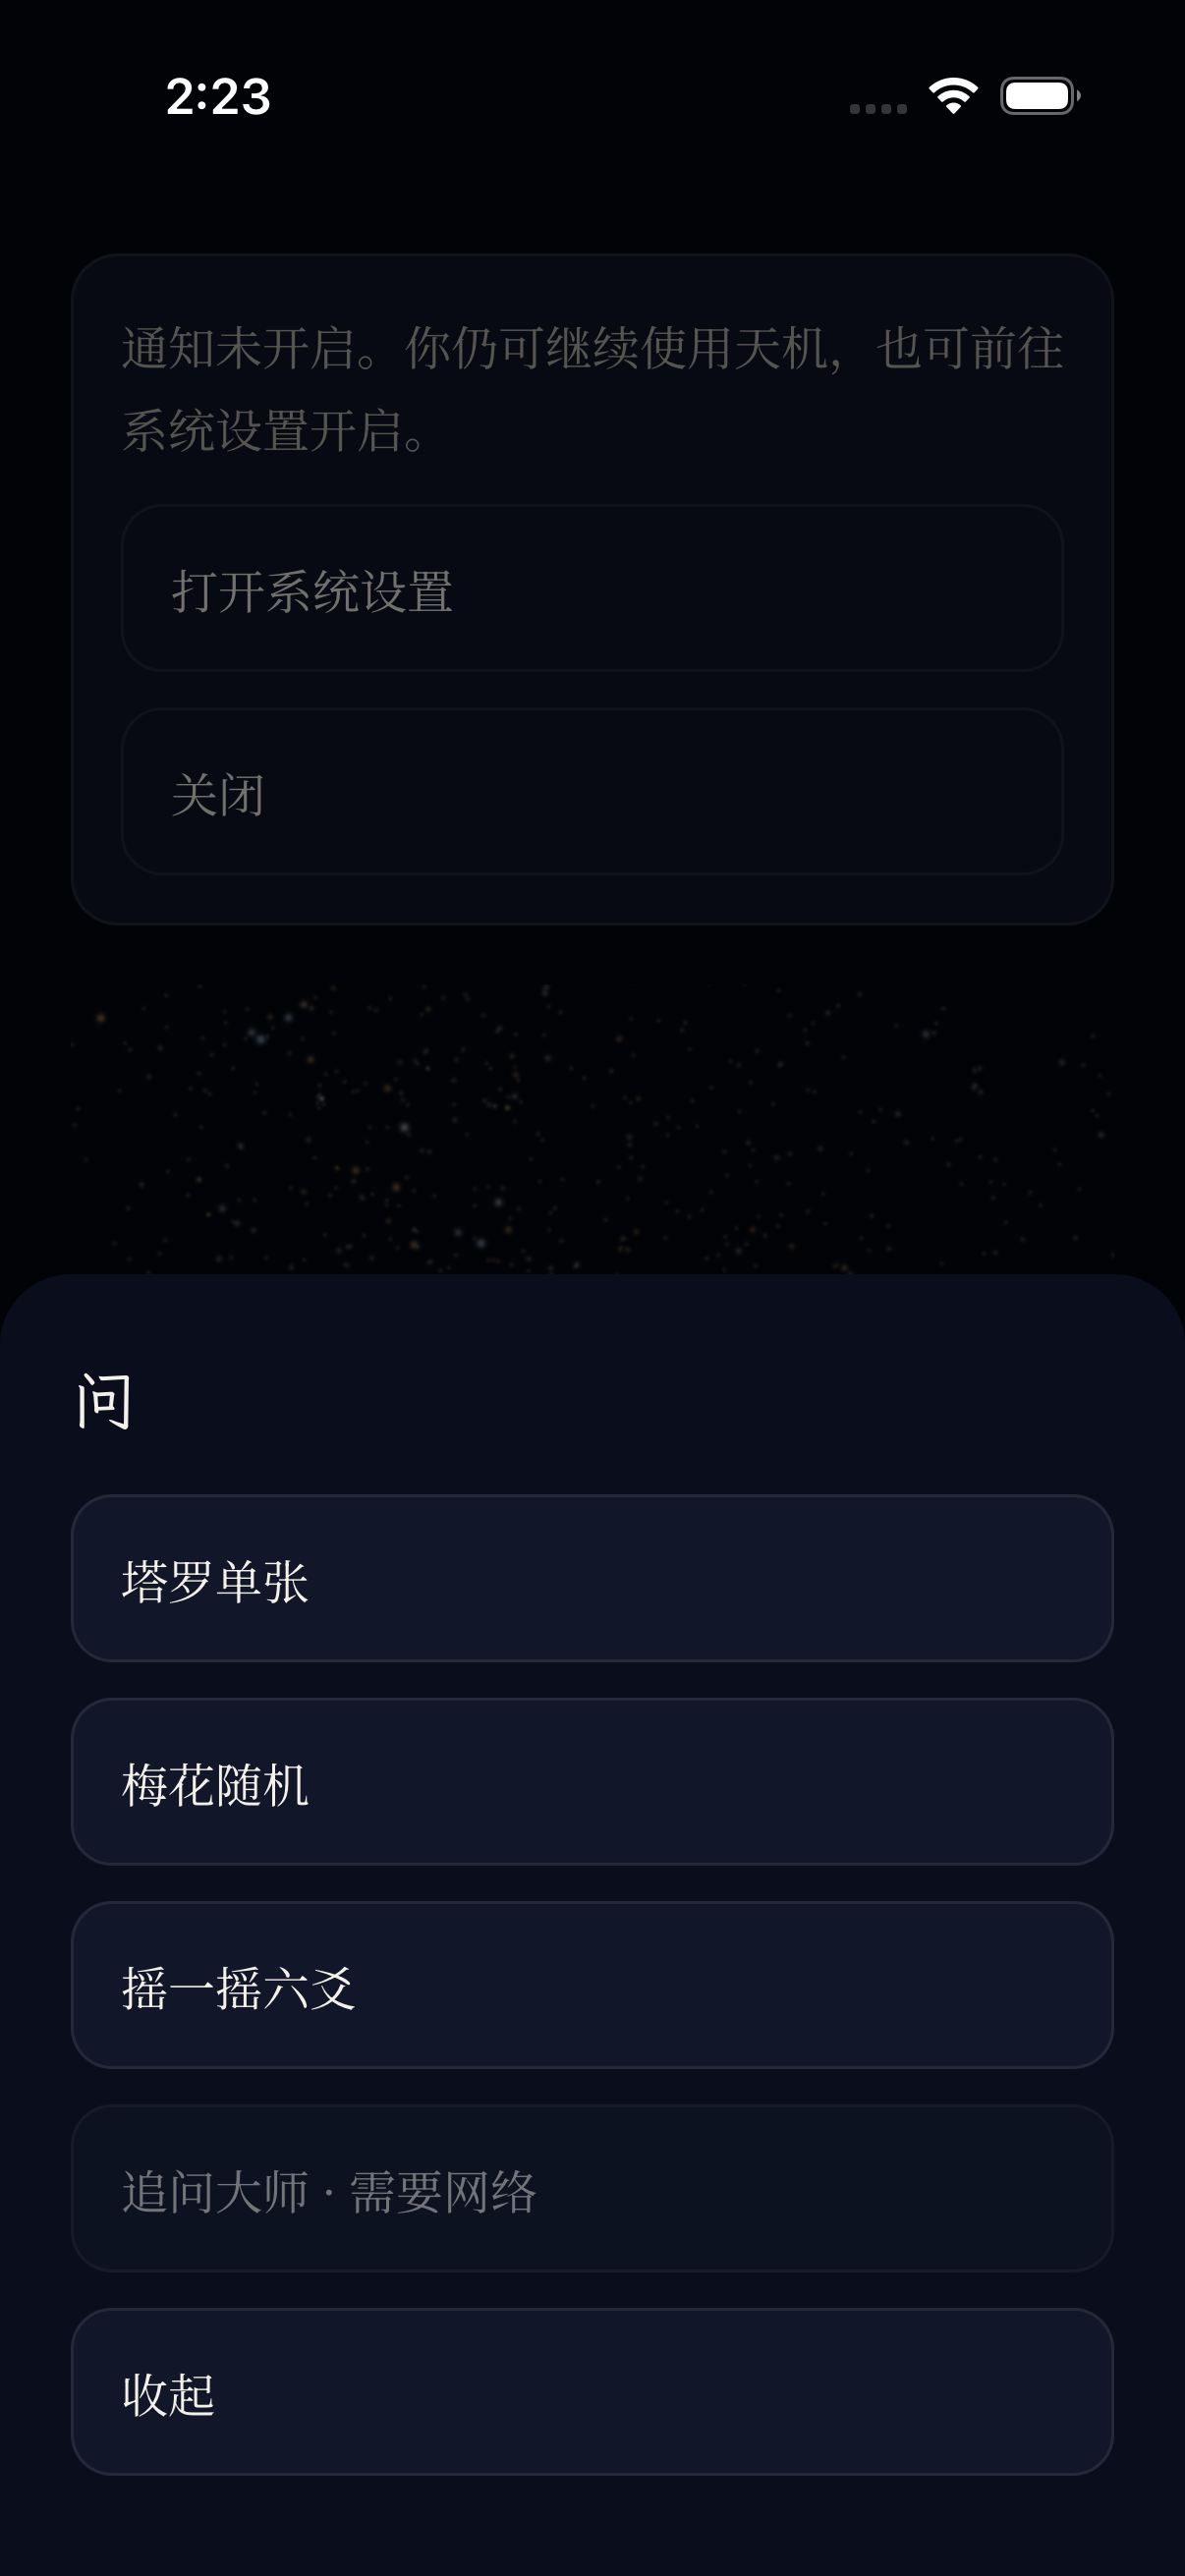 2:23
通知未开启。你仍可继续使用天机，也可前往
系统设置开启。
打开系统设置
关闭
问
塔罗单张
梅花随机
摇一摇六爻
追问大师 · 需要网络
收起